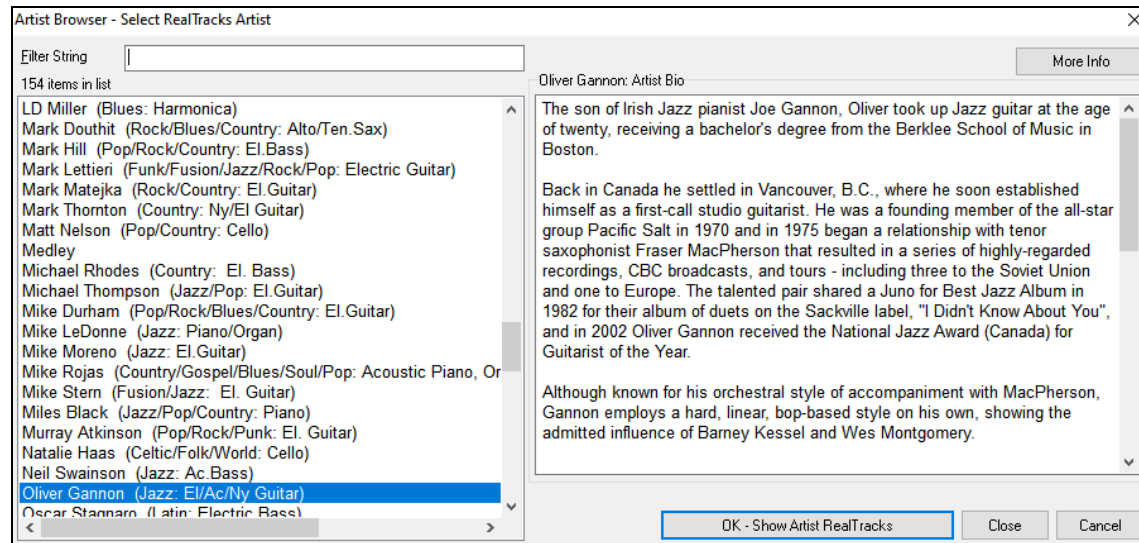 Artist Browser - Select RealTracks Artist
Filter String
More Info
154 items in list
LD Miller (Blues: Harmonica)
Mark Douthit (Rock/Blues/Country: Alto/Ten.Sax)
Mark Hill (Pop/Rock/Country: El.Bass)
Mark Lettieri (Funk/Fusion/Jazz/Rock/Pop: Electric Guitar)
Mark Matejka (Rock/Country: El.Guitar)
Mark Thornton (Country: Ny/El Guitar)
Matt Nelson (Pop/Country: Cello)
Medley
Michael Rhodes (Country: El. Bass)
Michael Thompson (Jazz/Pop: El.Guitar)
Mike Durham (Pop/Rock/Blues/Country: El.Guitar)
Mike LeDonne (Jazz: Piano/Organ)
Mike Moreno (Jazz: El.Guitar)
Mike Rojas (Country/Gospel/Blues/Soul/Pop: Acoustic Piano, Or
Mike Stern (Fusion/Jazz: El. Guitar)
Miles Black (Jazz/Pop/Country: Piano)
Murray Atkinson (Pop/Rock/Punk: El. Guitar)
Natalie Haas (Celtic/Folk/World: Cello)
Neil Swainson (Jazz: Ac.Bass)
Oliver Gannon (Jazz: El/Ac/Ny Guitar)
Oscar Stagnaro (Latin: Electric Bass)
Oliver Gannon: Artist Bio
The son of Irish Jazz pianist Joe Gannon, Oliver took up Jazz guitar at the age
of twenty, receiving a bachelor's degree from the Berklee School of Music in
Boston.
Back in Canada he settled in Vancouver, B.C., where he soon established
himself as a first-call studio guitarist. He was a founding member of the all-star
group Pacific Salt in 1970 and in 1975 began a relationship with tenor
saxophonist Fraser MacPherson that resulted in a series of highly-regarded
recordings, CBC broadcasts, and tours - including three to the Soviet Union
and one to Europe. The talented pair shared a Juno for Best Jazz Album in
1982 for their album of duets on the Sackville label, "I Didn't Know About You",
and in 2002 Oliver Gannon received the National Jazz Award (Canada) for
Guitarist of the Year.
Although known for his orchestral style of accompaniment with MacPherson,
Gannon employs a hard, linear, bop-based style on his own, showing the
admitted influence of Barney Kessel and Wes Montgomery.
OK - Show Artist RealTracks
Close
Cancel